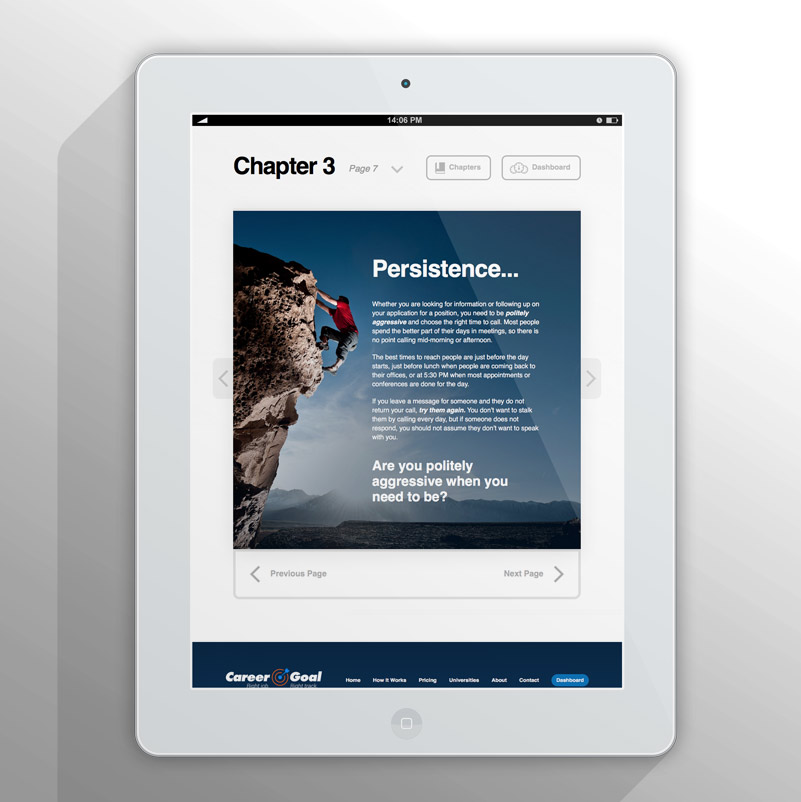 14:06 PM
Chapter 3
Page 7
Chapters
Dashboard
Persistence...
Whether you are looking for information or following up on
your application for a position, you need to be politely
aggressive and choose the right time to call. Most people
spend the better part of their days in meetings, so there is
no point calling mid-morning or afternoon.
The best times to reach people are just before the day
starts, just before lunch when people are coming back to
their offices, or at 5:30 PM when most appointments or
conferences are done for the day.
If you leave a message for someone and they do not
return your call, try them again. You don't want to stalk
them by calling every day, but if someone does not
respond, you should not assume they don't want to speak
with you.
Are you politely
aggressive when you
need to be?
Previous Page
Next Page
Career Goal
Right job. Right track.
Home
How It Works
Pricing
Universities
About
Contact
Dashboard